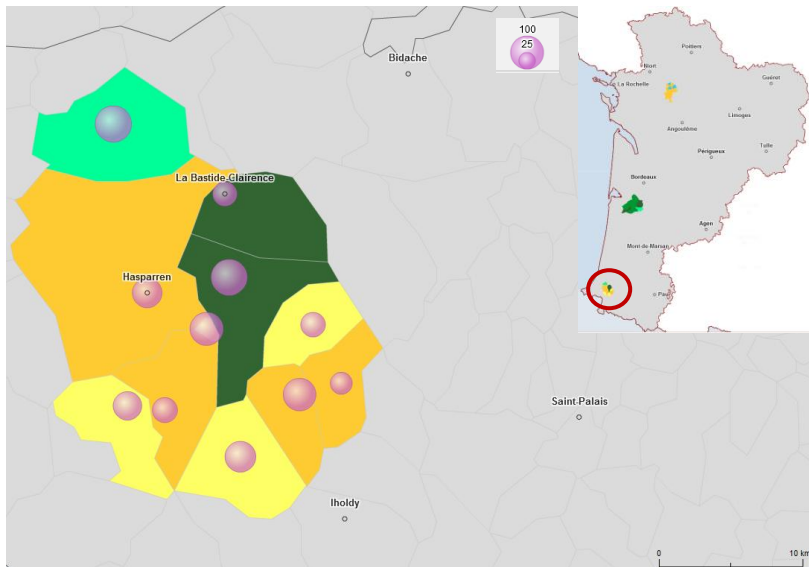 100
25
Bidache
La Bastide-Clairence
Hasparren
Saint-Palais
Iholdy
0
10 km
Poitiers
Niort
La Rochelle
Guéret
Limoges
Angoulême
Tulle
Périgueux
Bordeaux
Agen
Mont-de-Marsan
Pau